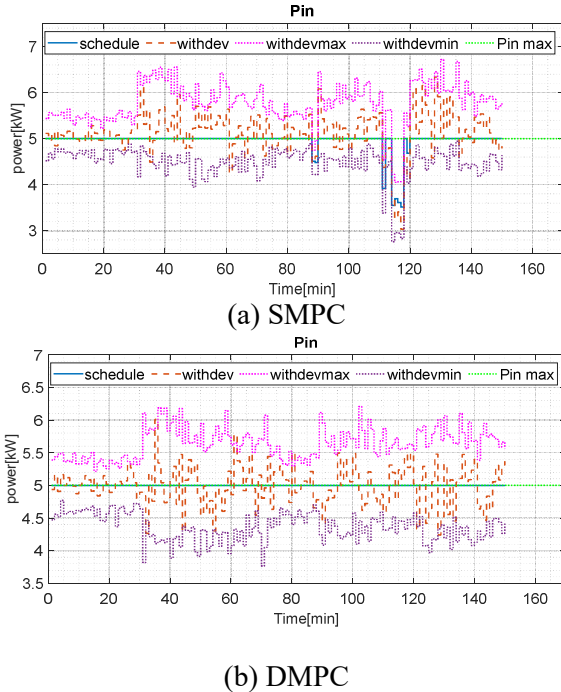 Pin
schedule withdev withdevmax withdevmin Pin max
7
6
5
4
3
power[kW]
0 20 40 60 80 100 120 140 160
Time[min]
(a) SMPC
Pin
schedule withdev withdevmax withdevmin Pin max
7
6.5
6
5.5
5
4.5
4
3.5
power[kW]
0 20 40 60 80 100 120 140 160
Time[min]
(b) DMPC